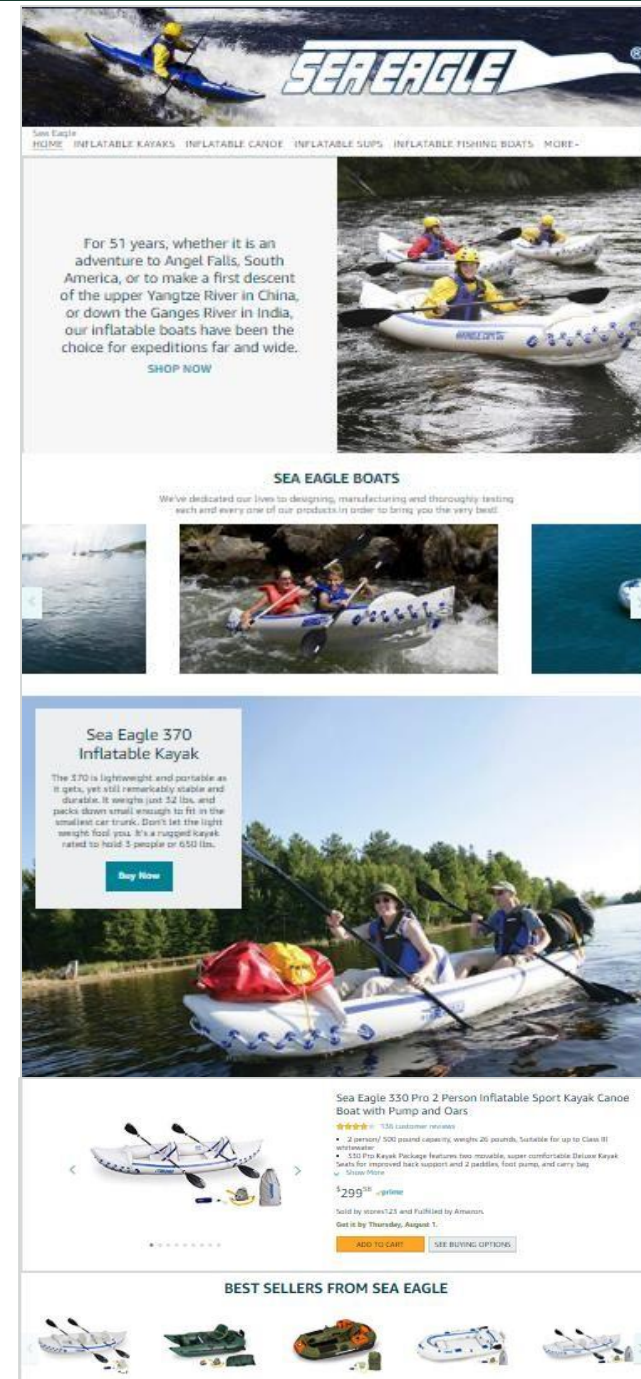 SEA EAGLE
®
Sea Eagle
HOME INFLATABLE KAYAKS INFLATABLE CANOE INFLATABLE SUPS INFLATABLE FISHING BOATS MORE
For 51 years, whether it is an
adventure to Angel Falls, South
America, or to make a first descent
of the upper Yangtze River in China,
or down the Ganges River in India,
our inflatable boats have been the
choice for expeditions far and wide.
SHOP NOW
SEA EAGLE BOATS
We've dedicated our lives to designing, manufacturing and thoroughly testing
each and every one of our products in order to bring you the very best!
Sea Eagle 370
Inflatable Kayak
The 370 is lightweight and portable as
it gets, yet still remarkably stable and
durable. It weighs just 32 lbs. and
packs down small enough to fit in the
smallest car trunk. Don't let the light
weight fool you. It's a rugged kayak
rated to hold 3 people or 650 lbs.
Buy Now
Sea Eagle 330 Pro 2 Person Inflatable Sport Kayak Canoe
Boat with Pump and Oars
136 customer reviews
• 2 person/ 500 pound capacity, weighs 26 pounds, Suitable for up to Class III
whitewater
• 330 Pro Kayak Package features two movable, super comfortable Deluxe Kayak
Seats for improved back support and 2 paddles, foot pump, and carry bag
Show More
$299 prime
Sold by stores123 and Fulfilled by Amazon.
Get it by Thursday, August 1.
ADD TO CART SEE BUYING OPTIONS
BEST SELLERS FROM SEA EAGLE